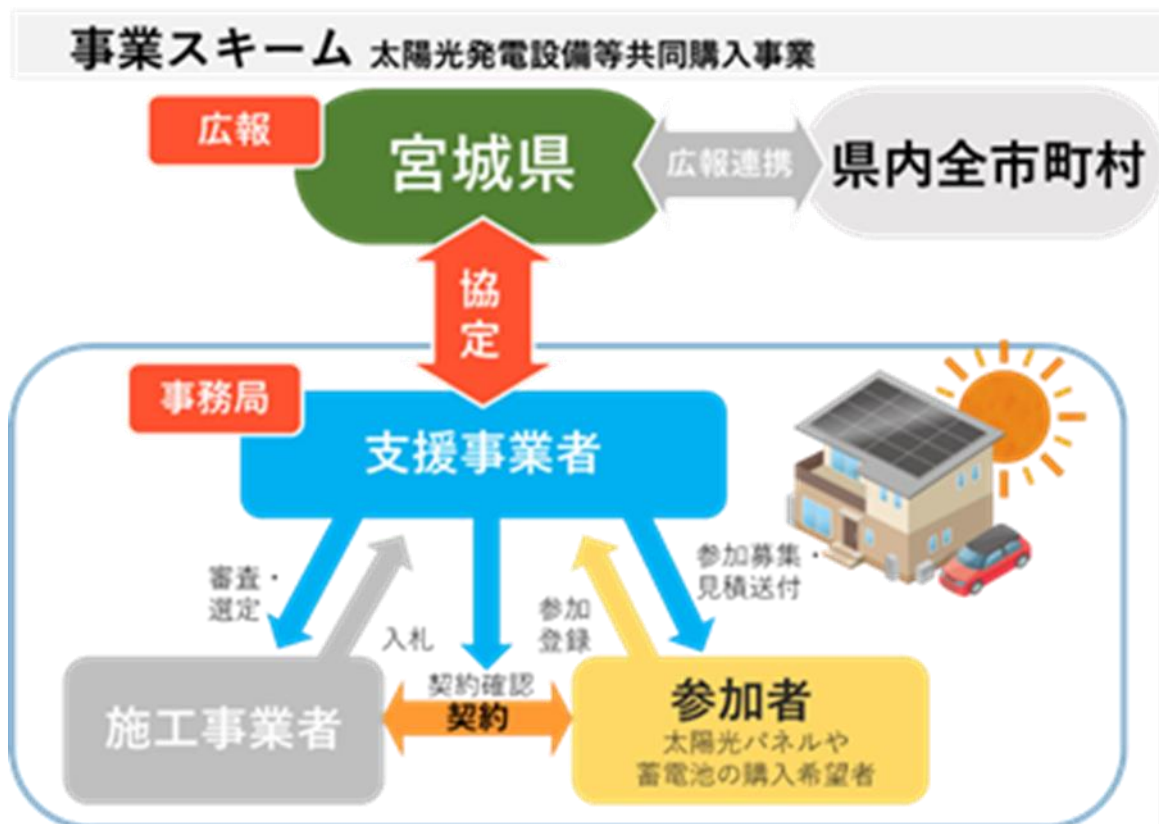 事業スキーム 太陽光発電設備等共同購入事業
広報
宮城県
広報連携
県内全市町村
協定
事務局
支援事業者
審査・
選定
入札
契約確認
参加
登録
参加募集・
見積送付
施工事業者
契約
参加者
太陽光パネルや
蓄電池の購入希望者